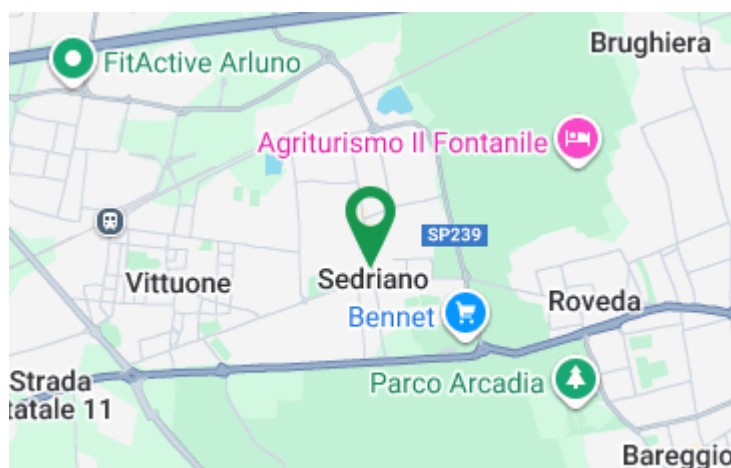 Brughiera
FitActive Arluno
Agriturismo Il Fontanile
SP239
Vittuone
Sedriano
Roveda
Bennet
Strada
tatale 11
Parco Arcadia
Bareggio